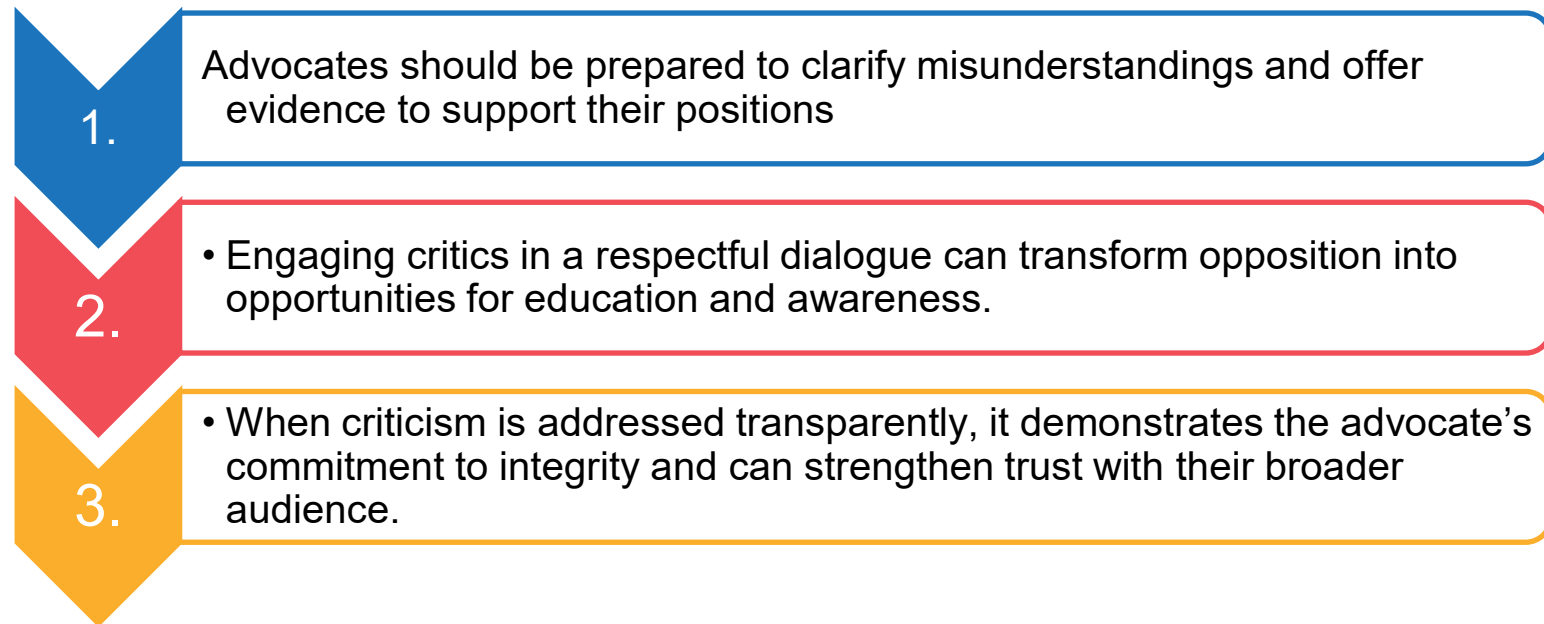 1.
Advocates should be prepared to clarify misunderstandings and offer
evidence to support their positions
2.
• Engaging critics in a respectful dialogue can transform opposition into
opportunities for education and awareness.
3.
• When criticism is addressed transparently, it demonstrates the advocate’s
commitment to integrity and can strengthen trust with their broader
audience.